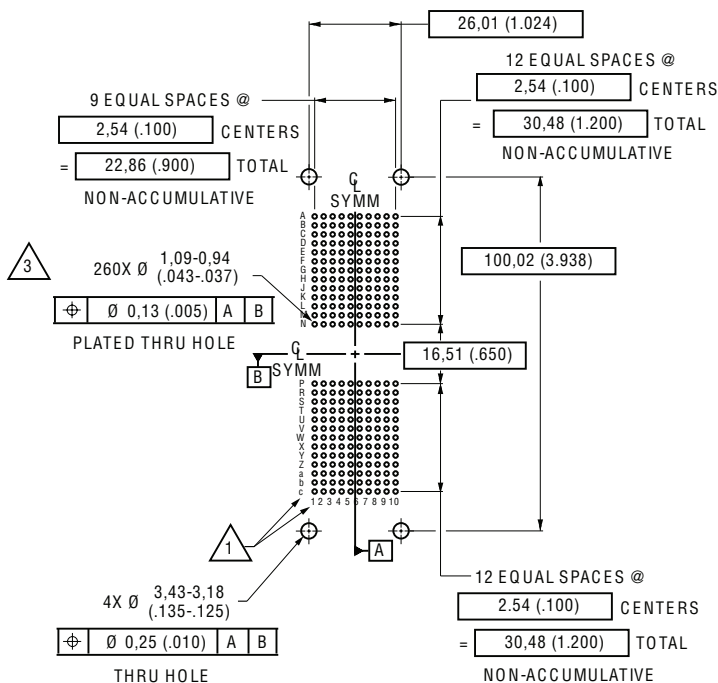 26,01 (1.024)
12 EQUAL SPACES @
2,54 (.100) CENTERS
= 30,48 (1.200) TOTAL
NON-ACCUMULATIVE
9 EQUAL SPACES @
2,54 (.100) CENTERS
= 22,86 (.900) TOTAL
NON-ACCUMULATIVE
CL
SYMM
A
B
C
D
E
F
G
H
J
K
L
M
N
3
260X Ø 1,09-0,94
(.043-.037)
⌖ Ø 0,13 (.005) A B
PLATED THRU HOLE
100,02 (3.938)
16,51 (.650)
CL
SYMM
B
P
R
S
T
U
V
W
X
Y
Z
a
b
c
1 2 3 4 5 6 7 8 9 10
1
A
4X Ø 3,43-3,18
(.135-.125)
⌖ Ø 0,25 (.010) A B
THRU HOLE
12 EQUAL SPACES @
2.54 (.100) CENTERS
= 30,48 (1.200) TOTAL
NON-ACCUMULATIVE